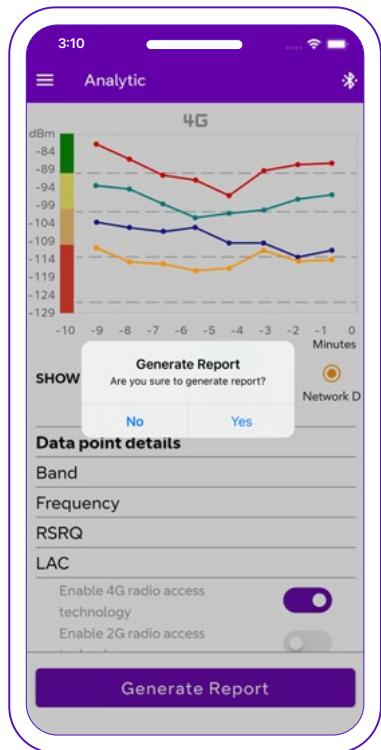 3:10
Analytic
4G
dBm
-84
-89
-94
-99
-104
-109
-114
-119
-124
-129
-10 -9 -8 -7 -6 -5 -4 -3 -2 -1 0
Minutes
Generate Report
Are you sure to generate report?
No Yes
SHOW
Network D
Data point details
Band
Frequency
RSRQ
LAC
Enable 4G radio access
technology
Enable 2G radio access
Generate Report